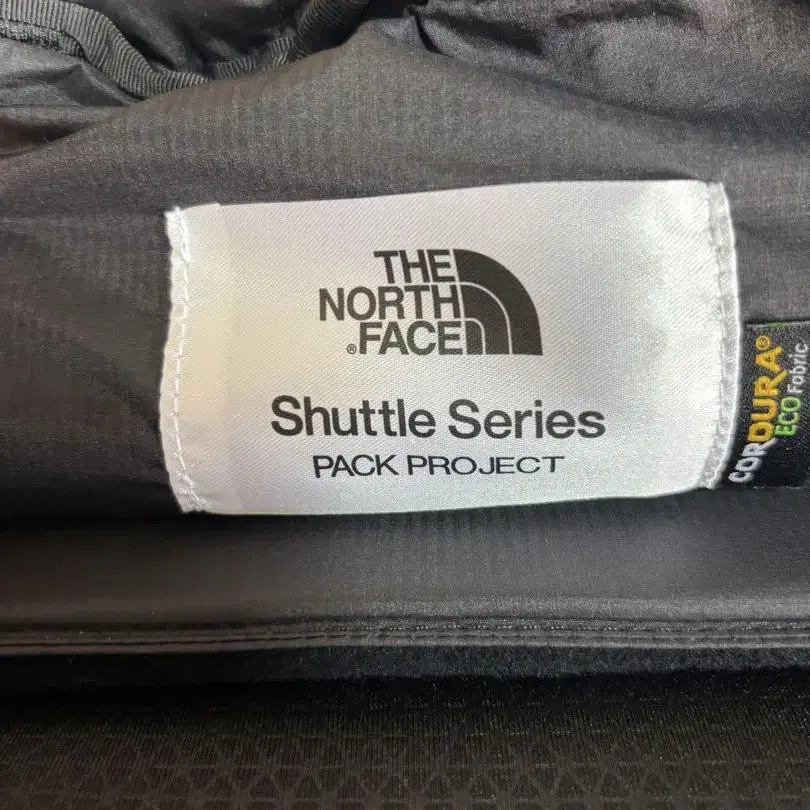 THE
NORTH
®FACE
Shuttle Series
PACK PROJECT
CORDURA®
ECO Fabric